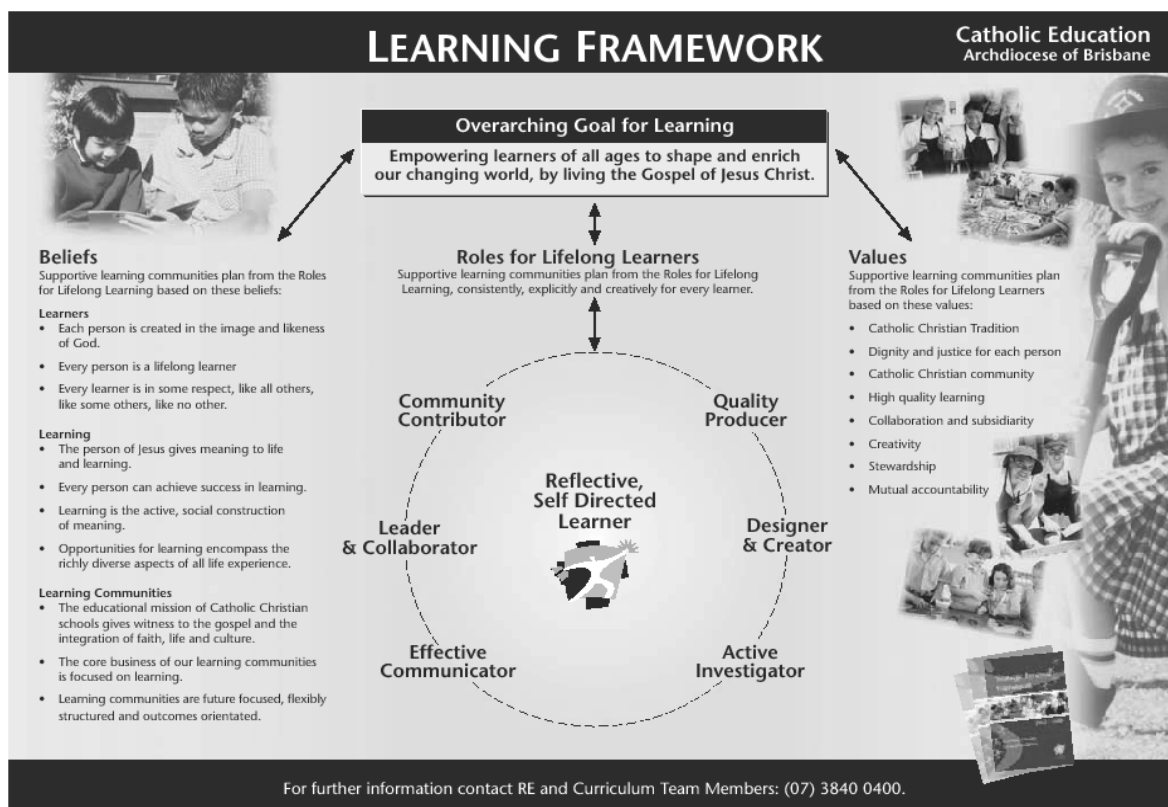 LEARNING FRAMEWORK
Catholic Education
Archdiocese of Brisbane
Overarching Goal for Learning
Empowering learners of all ages to shape and enrich
our changing world, by living the Gospel of Jesus Christ.
Beliefs
Supportive learning communities plan from the Roles
for Lifelong Learning based on these beliefs:
Learners
• Each person is created in the image and likeness
of God.
• Every person is a lifelong learner
• Every learner is in some respect, like all others,
like some others, like no other.
Learning
• The person of Jesus gives meaning to life
and learning.
• Every person can achieve success in learning.
• Learning is the active, social construction
of meaning.
• Opportunities for learning encompass the
richly diverse aspects of all life experience.
Learning Communities
• The educational mission of Catholic Christian
schools gives witness to the gospel and the
integration of faith, life and culture.
• The core business of our learning communities
is focused on learning.
• Learning communities are future focused, flexibly
structured and outcomes orientated.
Roles for Lifelong Learners
Supportive learning communities plan from the Roles for Lifelong
Learning, consistently, explicitly and creatively for every learner.
Community
Contributor
Quality
Producer
Reflective,
Self Directed
Learner
Leader
& Collaborator
Designer
& Creator
Effective
Communicator
Active
Investigator
Values
Supportive learning communities plan
from the Roles for Lifelong Learners
based on these values:
• Catholic Christian Tradition
• Dignity and justice for each person
• Catholic Christian community
• High quality learning
• Collaboration and subsidiarity
• Creativity
• Stewardship
• Mutual accountability
For further information contact RE and Curriculum Team Members: (07) 3840 0400.